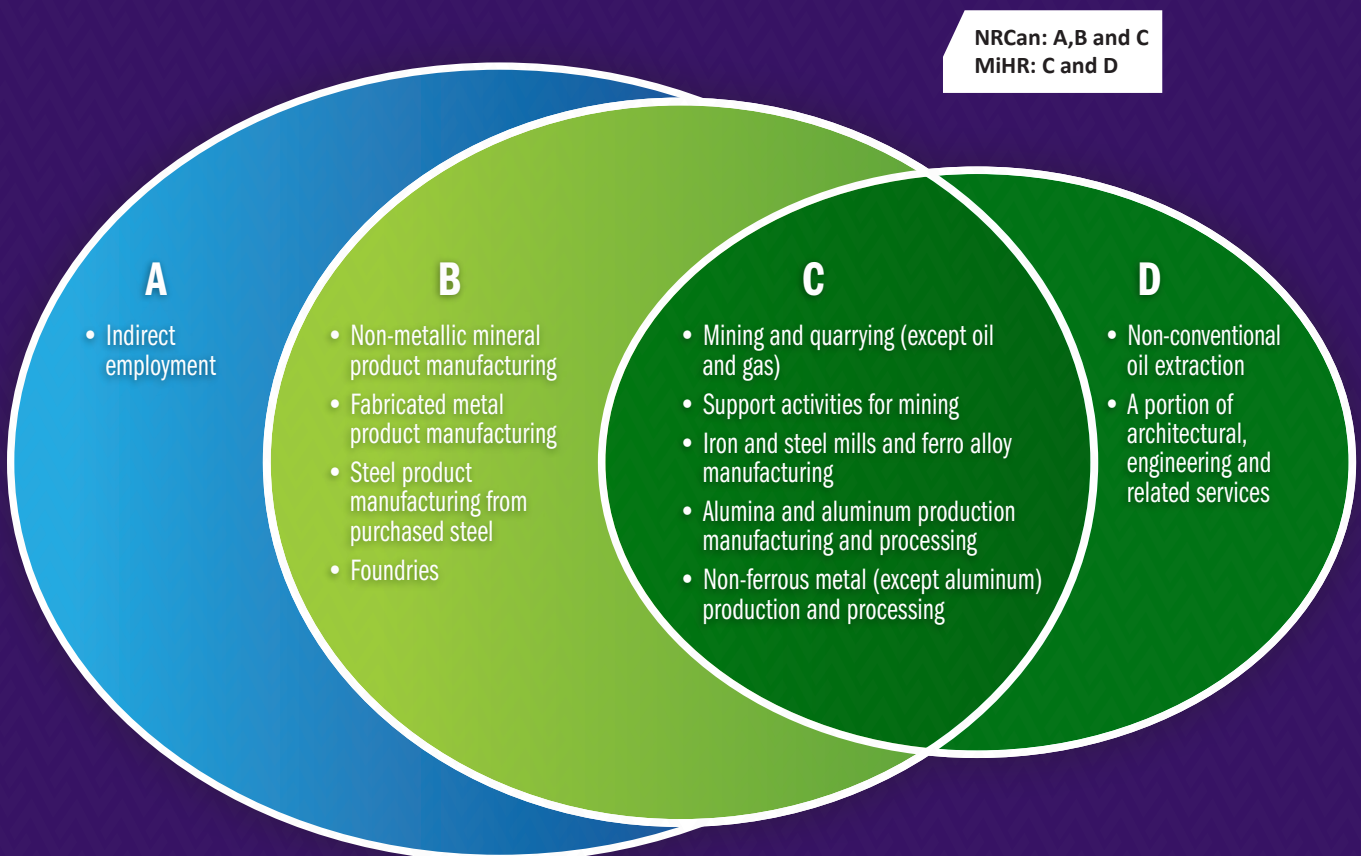 NRCan: A,B and C
MiHR: C and D
A
• Indirect
employment
B
• Non-metallic mineral
product manufacturing
• Fabricated metal
product manufacturing
• Steel product
manufacturing from
purchased steel
• Foundries
C
• Mining and quarrying (except oil
and gas)
• Support activities for mining
• Iron and steel mills and ferro alloy
manufacturing
• Alumina and aluminum production
manufacturing and processing
• Non-ferrous metal (except aluminum)
production and processing
D
• Non-conventional
oil extraction
• A portion of
architectural,
engineering and
related services